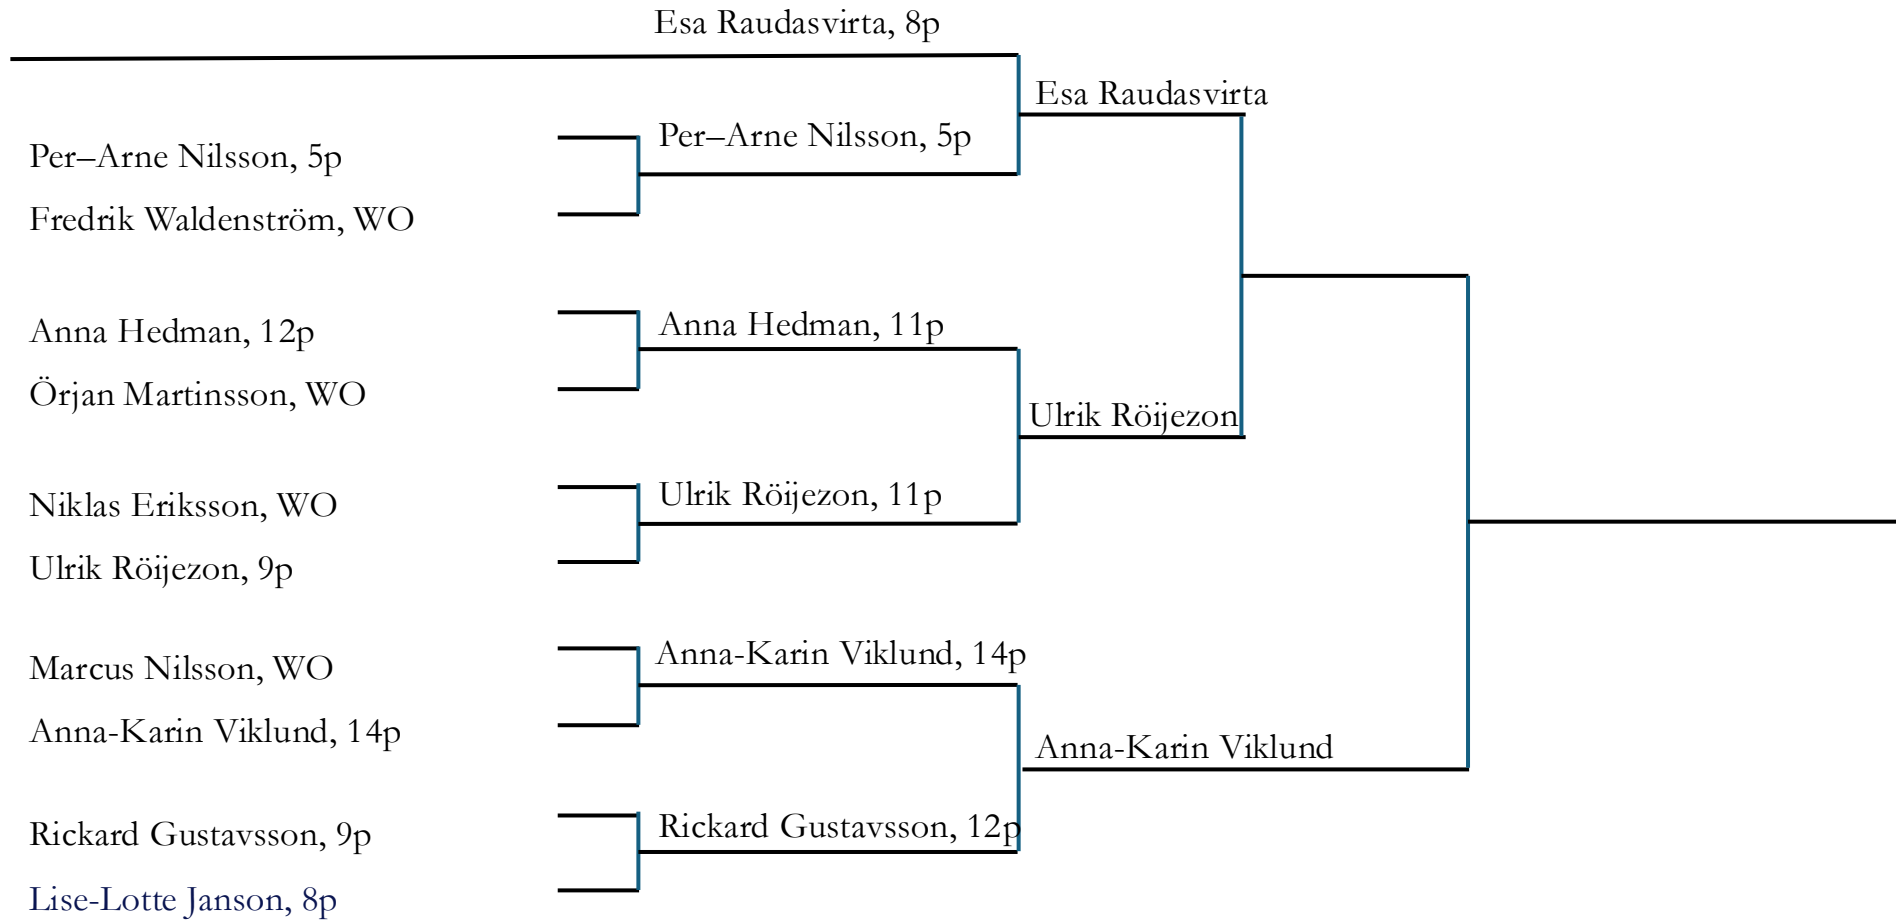 Esa Raudasvirta, 8p
Esa Raudasvirta
Per–Arne Nilsson, 5p
Per–Arne Nilsson, 5p
Fredrik Waldenström, WO
Anna Hedman, 12p
Anna Hedman, 11p
Örjan Martinsson, WO
Ulrik Röijezon
Niklas Eriksson, WO
Ulrik Röijezon, 11p
Ulrik Röijezon, 9p
Marcus Nilsson, WO
Anna-Karin Viklund, 14p
Anna-Karin Viklund, 14p
Anna-Karin Viklund
Rickard Gustavsson, 9p
Rickard Gustavsson, 12p
Lise-Lotte Janson, 8p